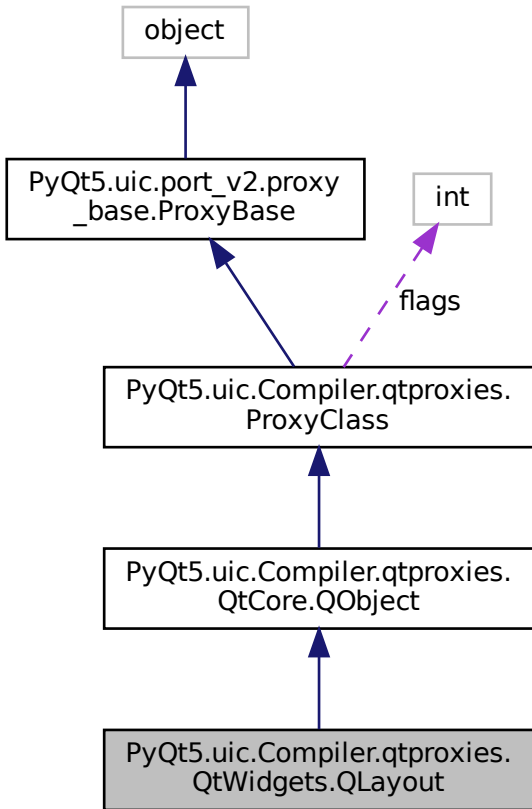 object
PyQt5.uic.port_v2.proxy
_base.ProxyBase
int
flags
PyQt5.uic.Compiler.qtproxies.
ProxyClass
PyQt5.uic.Compiler.qtproxies.
QtCore.QObject
PyQt5.uic.Compiler.qtproxies.
QtWidgets.QLayout